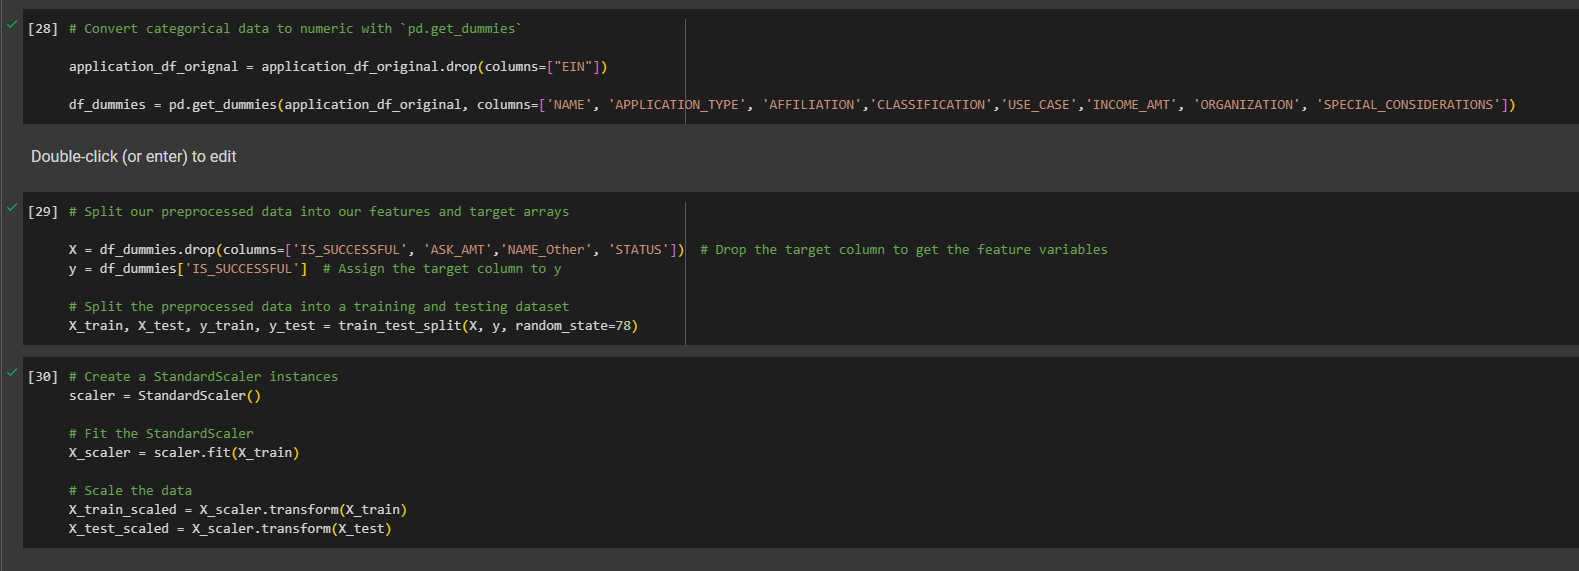 [28] # Convert categorical data to numeric with `pd.get_dummies`
application_df_orignal = application_df_original.drop(columns=["EIN"])
df_dummies = pd.get_dummies(application_df_original, columns=['NAME', 'APPLICATION_TYPE', 'AFFILIATION','CLASSIFICATION','USE_CASE','INCOME_AMT', 'ORGANIZATION', 'SPECIAL_CONSIDERATIONS'])
Double-click (or enter) to edit
[29] # Split our preprocessed data into our features and target arrays
X = df_dummies.drop(columns=['IS_SUCCESSFUL', 'ASK_AMT','NAME_Other', 'STATUS'])  # Drop the target column to get the feature variables
y = df_dummies['IS_SUCCESSFUL']  # Assign the target column to y
# Split the preprocessed data into a training and testing dataset
X_train, X_test, y_train, y_test = train_test_split(X, y, random_state=78)
[30] # Create a StandardScaler instances
scaler = StandardScaler()
# Fit the StandardScaler
X_scaler = scaler.fit(X_train)
# Scale the data
X_train_scaled = X_scaler.transform(X_train)
X_test_scaled = X_scaler.transform(X_test)